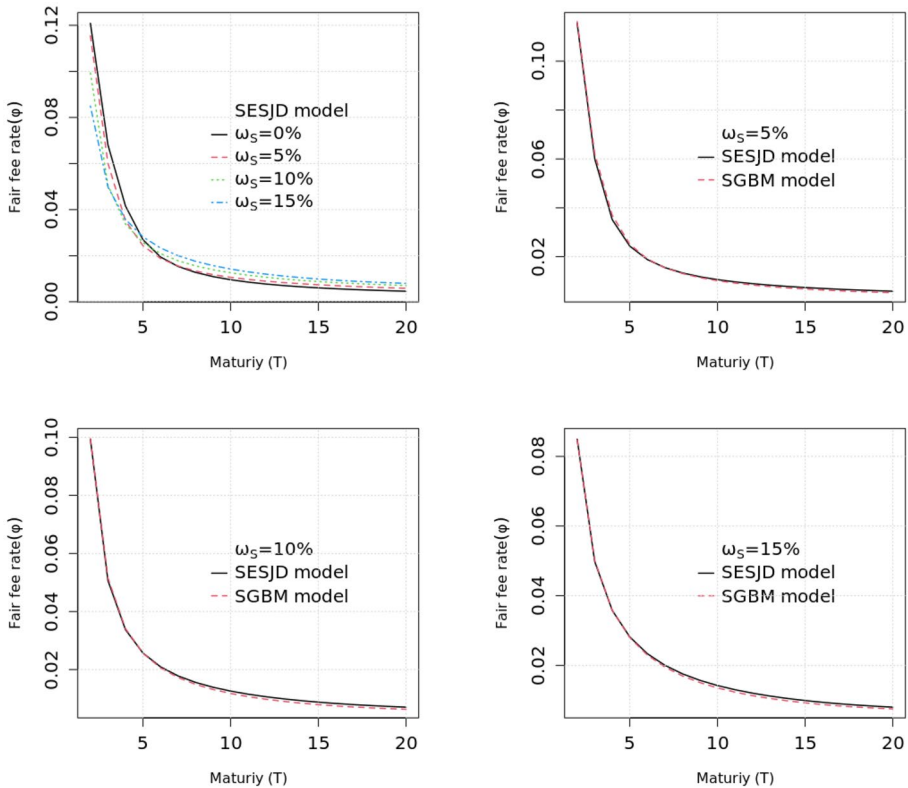 Fair fee rate(φ)
0.00
0.04
0.08
0.12
SESJD model
ω_S=0%
ω_S=5%
ω_S=10%
ω_S=15%
5
10
15
20
Maturiy (T)
Fair fee rate(φ)
0.02
0.06
0.10
ω_S=5%
SESJD model
SGBM model
5
10
15
20
Maturiy (T)
Fair fee rate(φ)
0.02
0.04
0.06
0.08
0.10
ω_S=10%
SESJD model
SGBM model
5
10
15
20
Maturiy (T)
Fair fee rate(φ)
0.02
0.04
0.06
0.08
ω_S=15%
SESJD model
SGBM model
5
10
15
20
Maturiy (T)